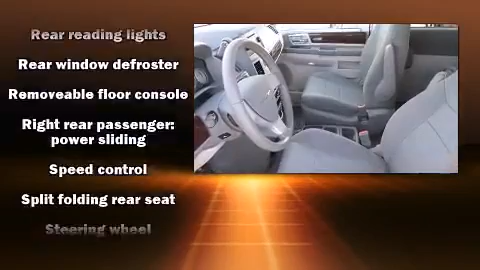 Rear reading lights
Rear window defroster
Removeable floor console
Right rear passenger:
power sliding
Speed control
Split folding rear seat
Steering wheel